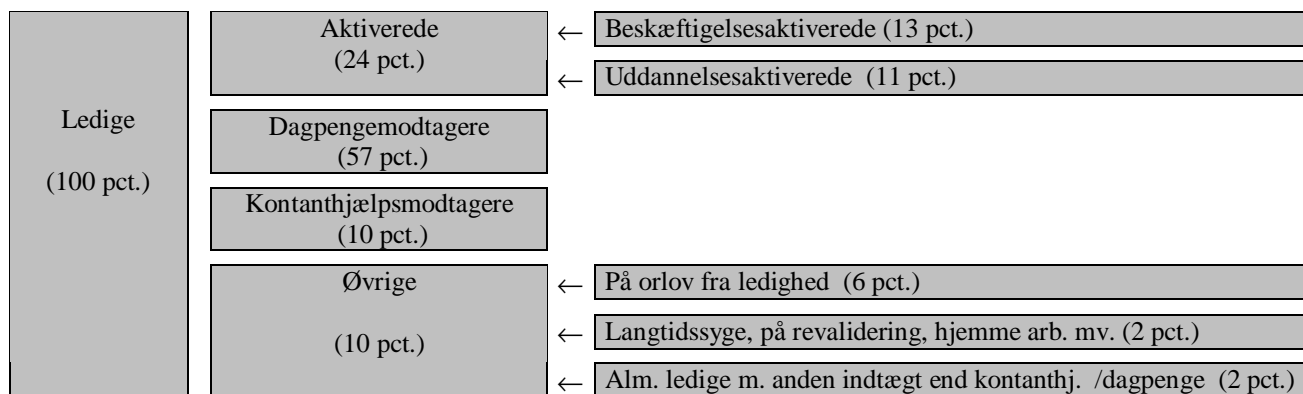 Ledige
(100 pct.)
Aktiverede
(24 pct.)
← Beskæftigelsesaktiverede (13 pct.)
← Uddannelsesaktiverede (11 pct.)
Dagpengemodtagere
(57 pct.)
Kontanthjælpsmodtagere
(10 pct.)
Øvrige
(10 pct.)
← På orlov fra ledighed (6 pct.)
← Langtidssyge, på revalidering, hjemme arb. mv. (2 pct.)
← Alm. ledige m. anden indtægt end kontanthj. /dagpenge (2 pct.)